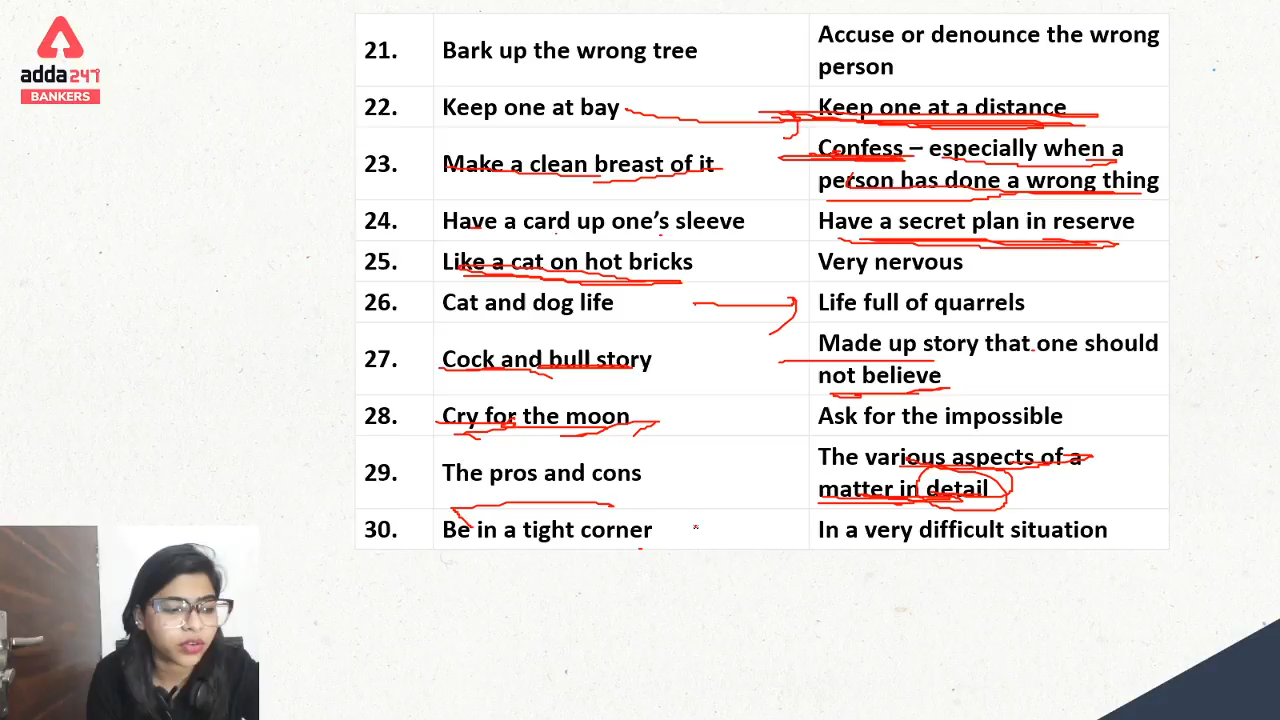 adda247
BANKERS
21. Bark up the wrong tree Accuse or denounce the wrong
person
22. Keep one at bay Keep one at a distance
23. Make a clean breast of it Confess – especially when a
person has done a wrong thing
24. Have a card up one’s sleeve Have a secret plan in reserve
25. Like a cat on hot bricks Very nervous
26. Cat and dog life Life full of quarrels
27. Cock and bull story Made up story that one should
not believe
28. Cry for the moon Ask for the impossible
29. The pros and cons The various aspects of a
matter in detail
30. Be in a tight corner In a very difficult situation